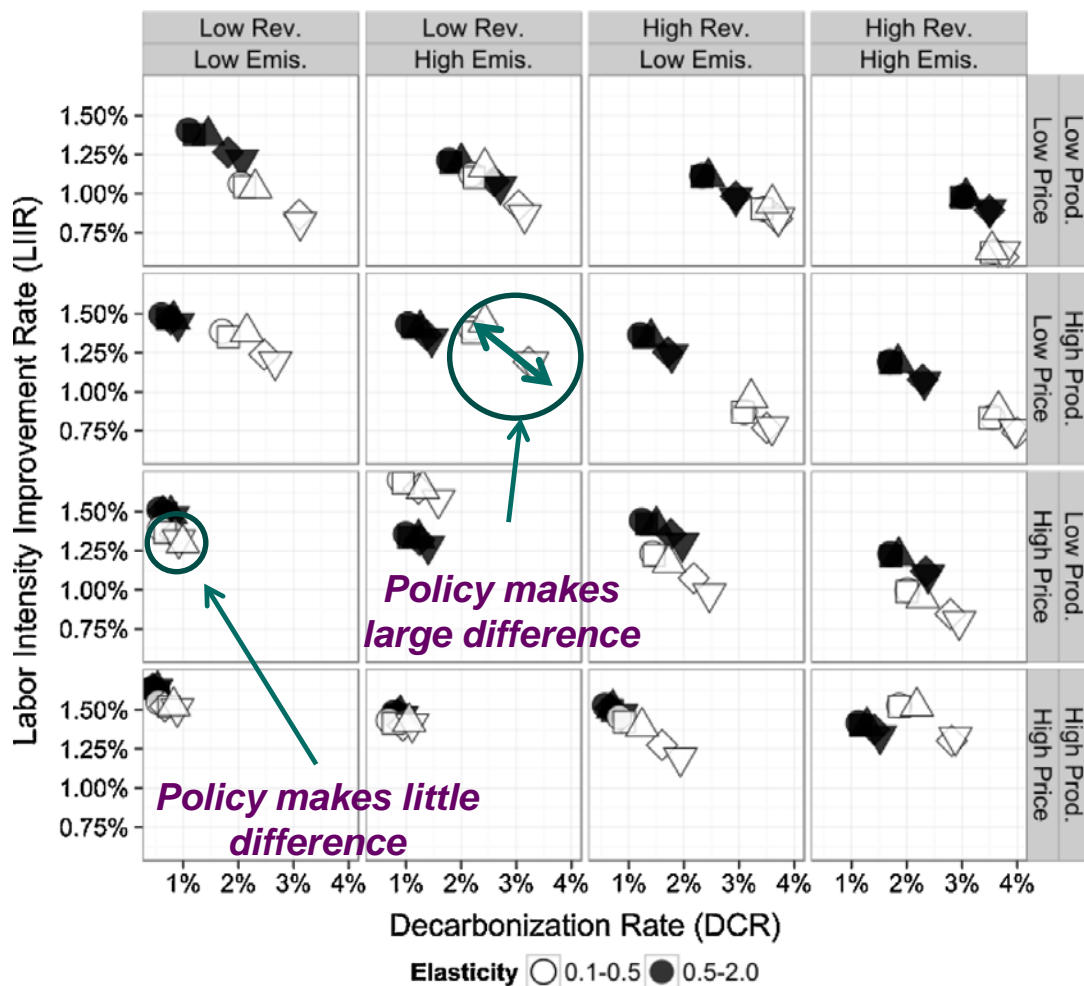 Low Rev. Low Rev. High Rev. High Rev.
Low Emis. High Emis. Low Emis. High Emis.
Labor Intensity Improvement Rate (LIIR)
1.50%
1.25%
1.00%
0.75%
Low Prod.
Low Price
1.50%
1.25%
1.00%
0.75%
High Prod.
Low Price
1.50%
1.25%
1.00%
0.75%
Low Prod.
High Price
Policy makes
large difference
1.50%
1.25%
1.00%
0.75%
High Prod.
High Price
Policy makes little
difference
1% 2% 3% 4% 1% 2% 3% 4% 1% 2% 3% 4% 1% 2% 3% 4%
Decarbonization Rate (DCR)
Elasticity 0.1-0.5 0.5-2.0